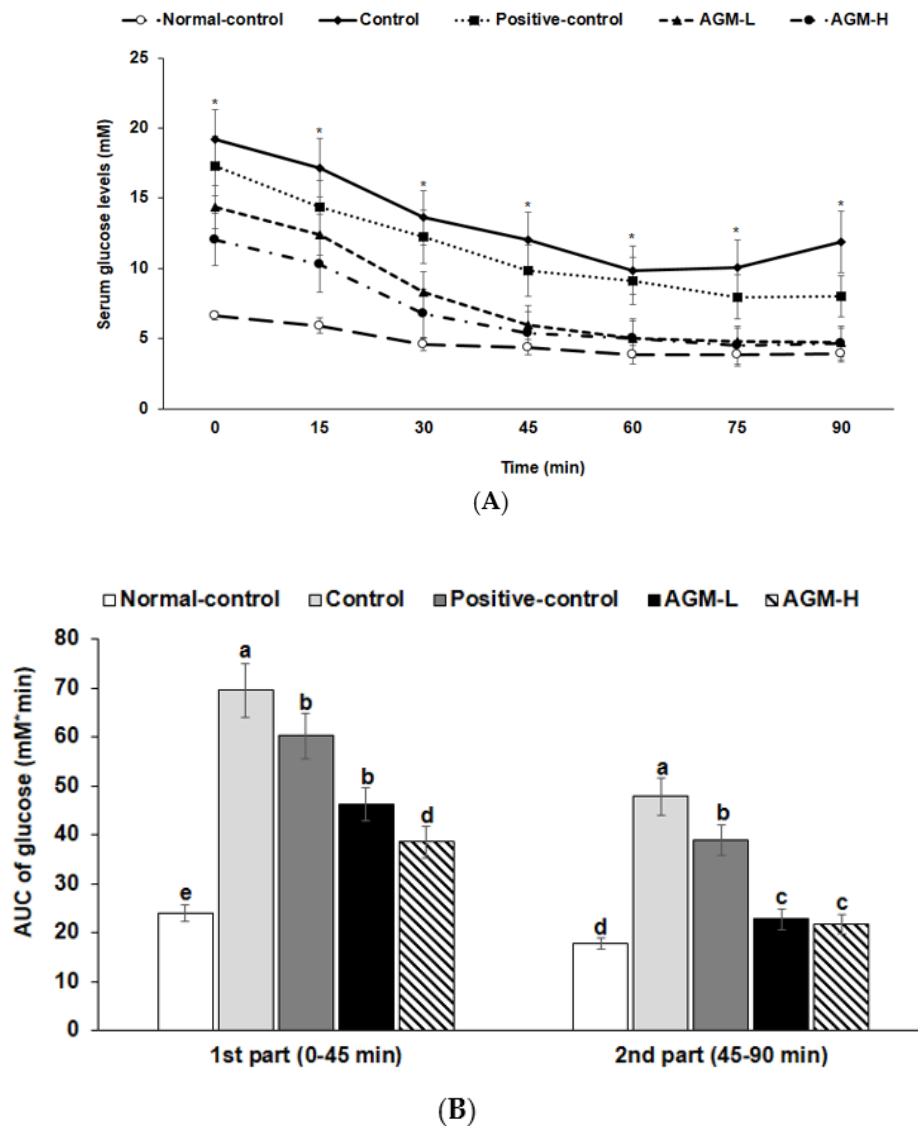 Normal-control Control Positive-control AGM-L AGM-H
25
20
15
10
5
0
Serum glucose levels (mM)
* * * * * * *
0 15 30 45 60 75 90
Time (min)
(A)
Normal-control Control Positive-control AGM-L AGM-H
80
70
60
50
40
30
20
10
0
AUC of glucose (mM*min)
e a b b d d a b c c
1st part (0-45 min) 2nd part (45-90 min)
(B)